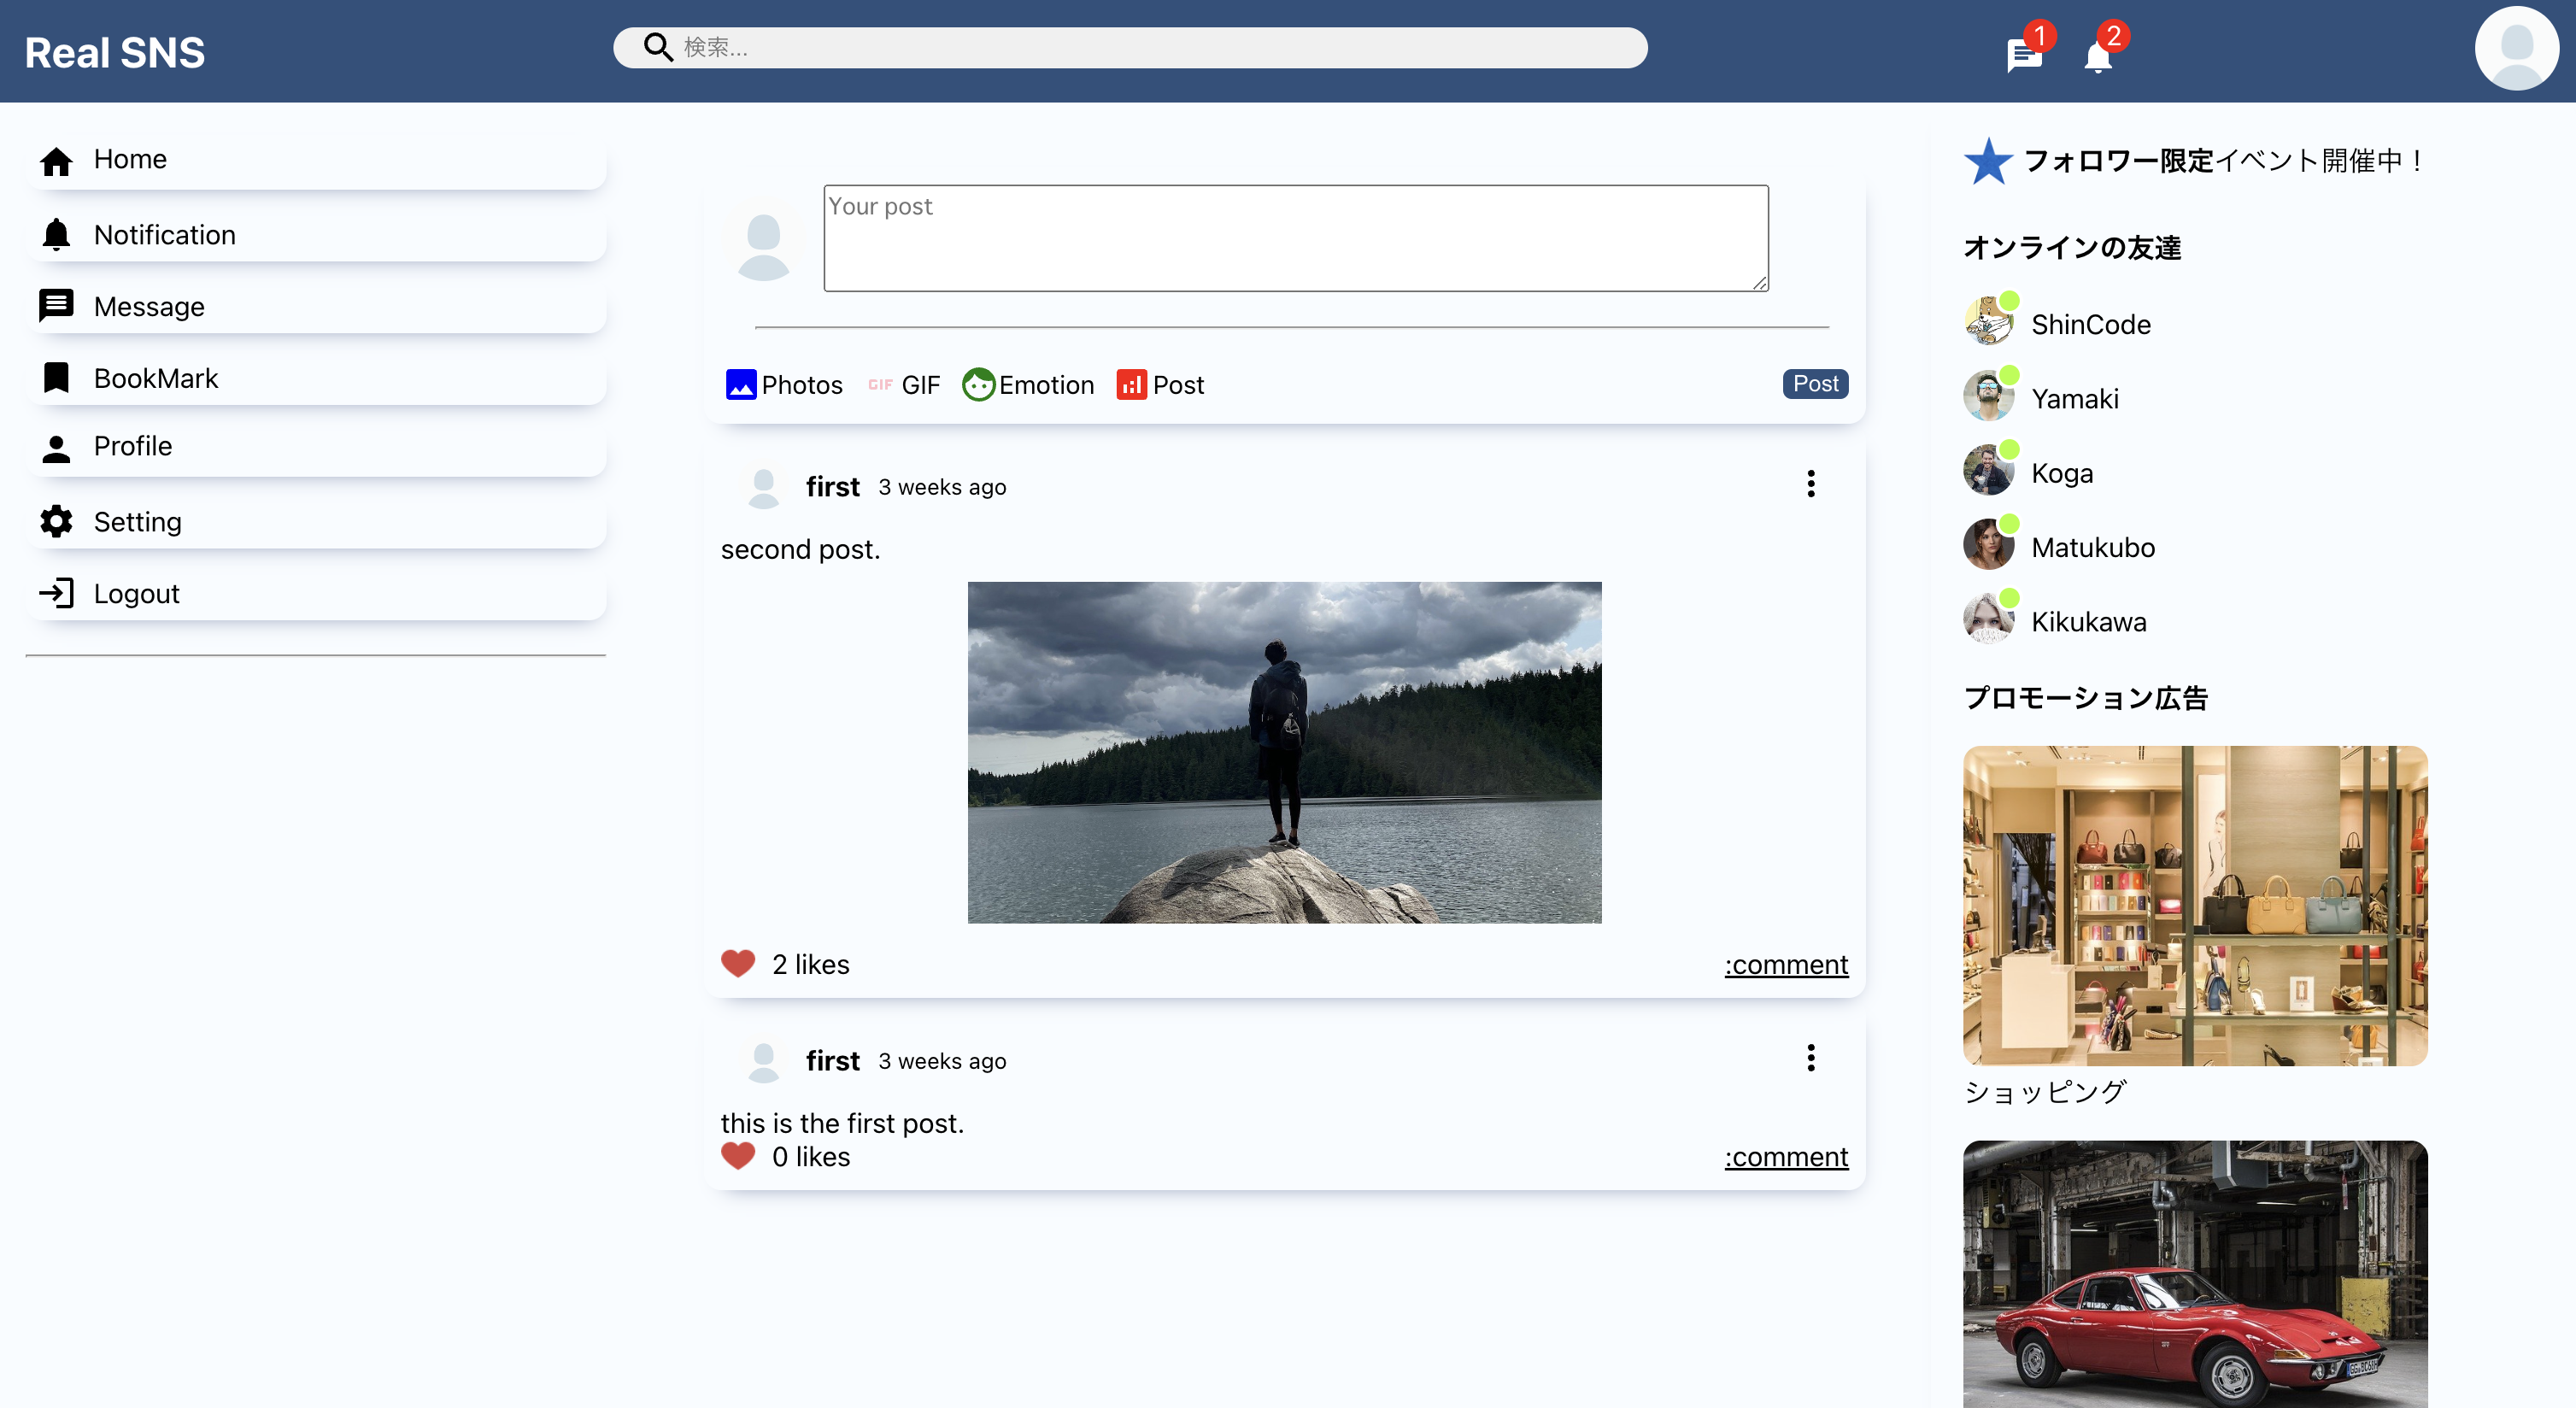 Real SNS
検索...
1
2
Home
Notification
Message
BookMark
Profile
Setting
Logout
Your post
Photos
GIF GIF
Emotion
Post
Post
first 3 weeks ago
second post.
2 likes
:comment
first 3 weeks ago
this is the first post.
0 likes
:comment
フォロワー限定イベント開催中！
オンラインの友達
ShinCode
Yamaki
Koga
Matukubo
Kikukawa
プロモーション広告
ショッピング